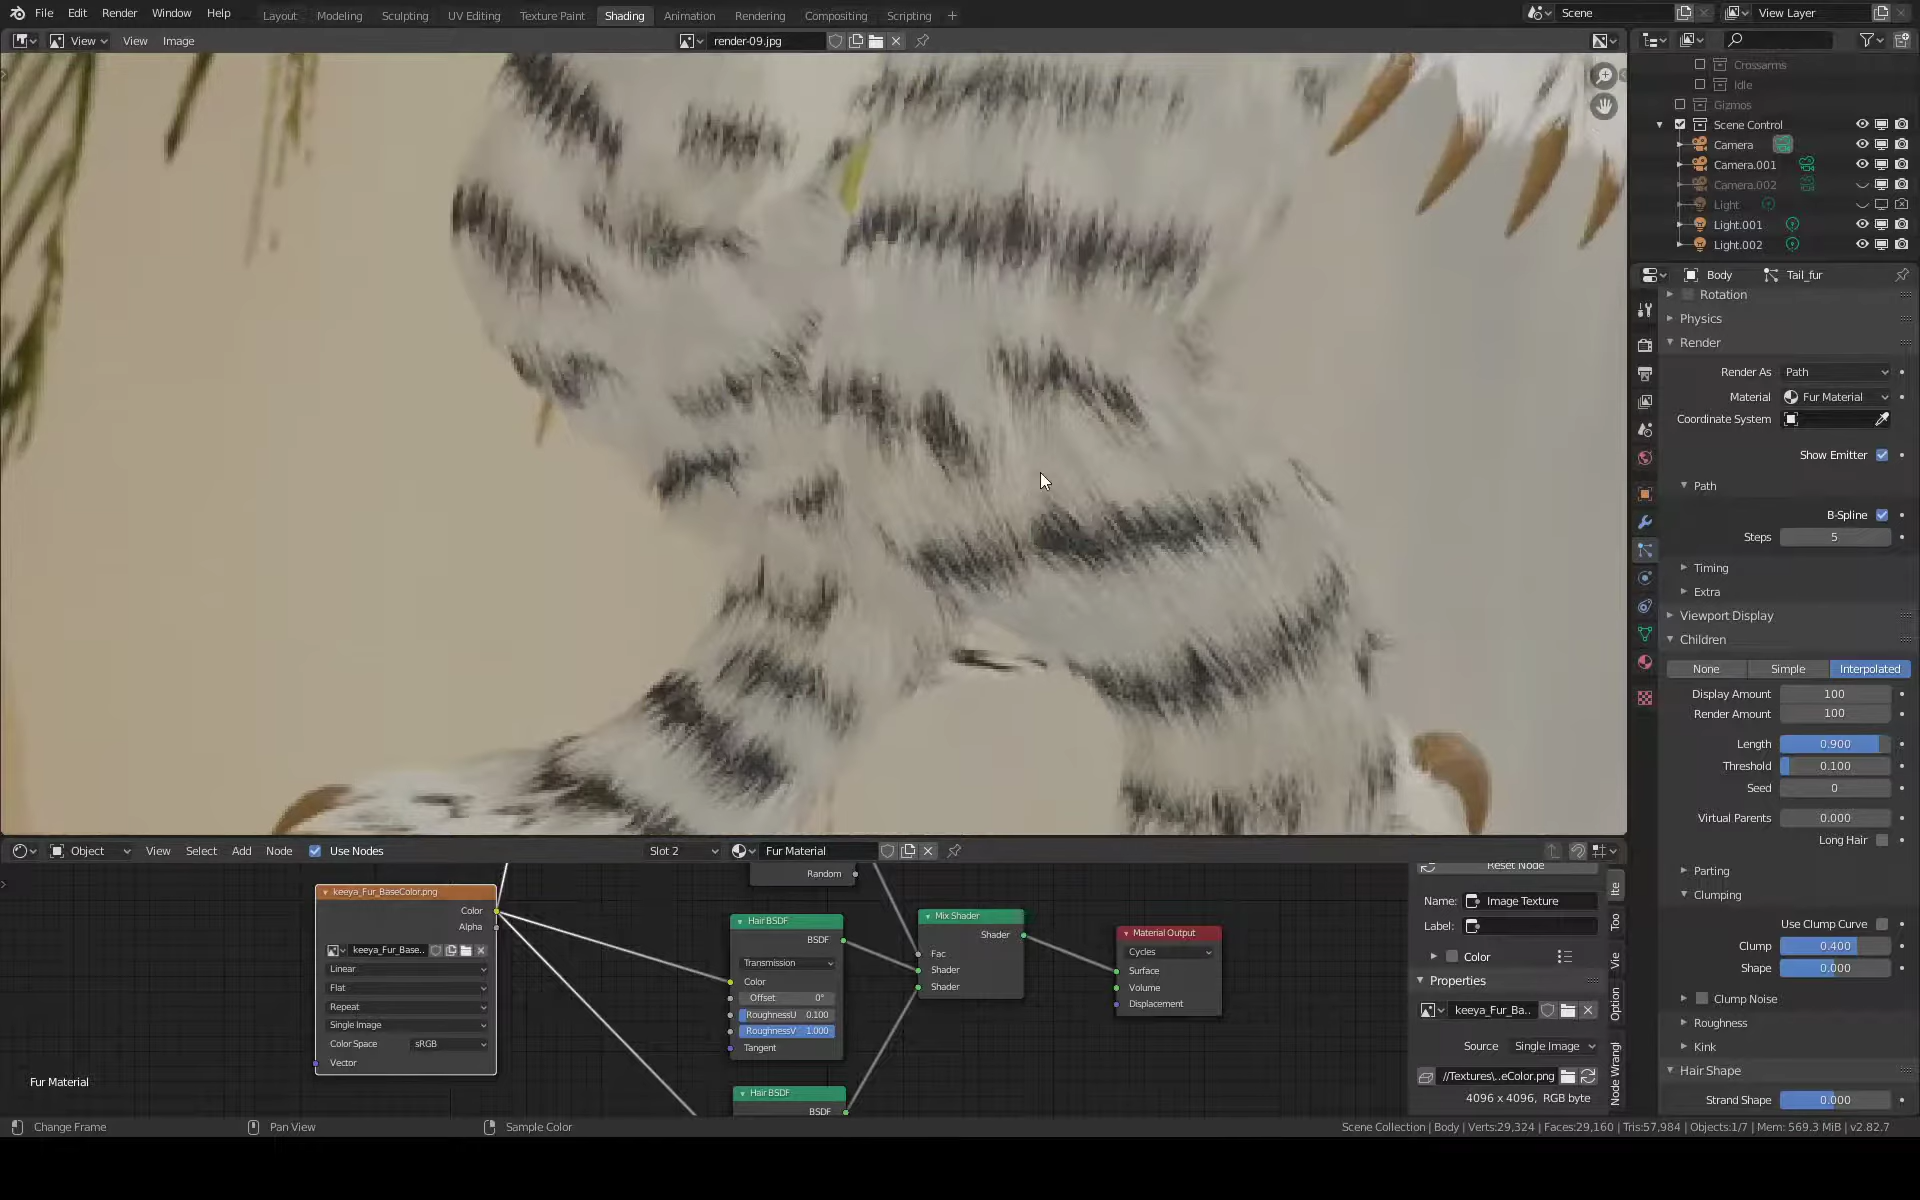 File Edit Render Window Help
Layout Modeling Sculpting UV Editing Texture Paint Shading Animation Rendering Compositing Scripting +
Scene
View Layer
View View Image
render-09.jpg
Crossarms
Idle
Gizmos
Scene Control
Camera
Camera.001
Camera.002
Light
Light.001
Light.002
Body Tail_fur
Rotation
Physics
Render
Render As Path
Material Fur Material
Coordinate System
Show Emitter
Path
B-Spline
Steps 5
Timing
Extra
Viewport Display
Children
None Simple Interpolated
Display Amount 100
Render Amount 100
Length 0.900
Threshold 0.100
Seed 0
Virtual Parents 0.000
Long Hair
Parting
Clumping
Use Clump Curve
Clump 0.400
Shape 0.000
Clump Noise
Roughness
Kink
Hair Shape
Strand Shape 0.000
Object View Select Add Node Use Nodes Slot 2 Fur Material
keeya_Fur_BaseColor.png
Color
Alpha
keeya_Fur_Base..
Linear
Flat
Repeat
Single Image
Color Space sRGB
Vector
Random
Hair BSDF
BSDF
Transmission
Color
Offset 0°
RoughnessU 0.100
RoughnessV 1.000
Tangent
Hair BSDF
BSDF
Mix Shader
Shader
Fac
Shader
Shader
Material Output
Cycles
Surface
Volume
Displacement
Reset Node
Name: Image Texture
Label:
Color
Properties
keeya_Fur_Ba..
Source Single Image
//Textures\..eColor.png
4096 x 4096, RGB byte
Ite
Too
Vie
Option
Node Wrangl
Fur Material
Change Frame Pan View Sample Color
Scene Collection | Body | Verts:29,324 | Faces:29,160 | Tris:57,984 | Objects:1/7 | Mem: 569.3 MiB | v2.82.7